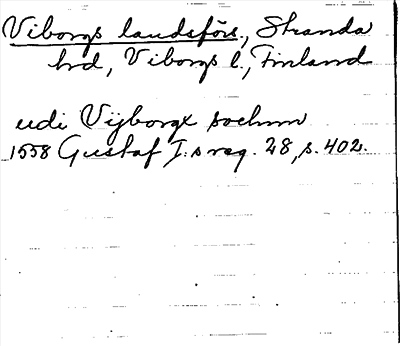 Viborgs landsförs., Stranda
hrd, Viborgs l., Finland
udi Vijborgx sochnn
1558 Gustaf I:s reg. 28, s. 402.